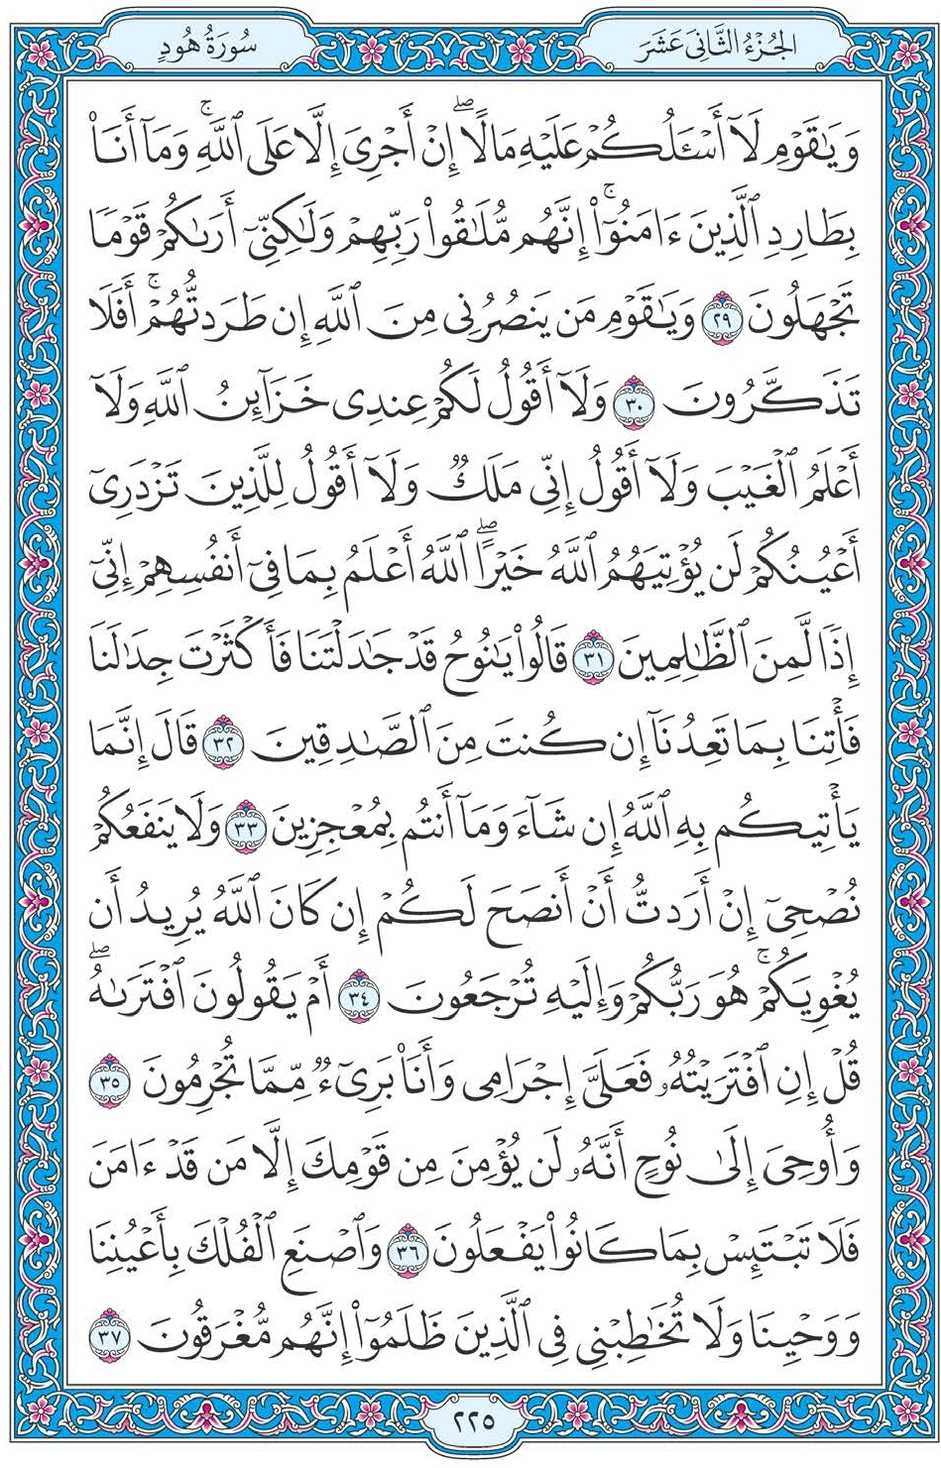 الجُزْءُ الثَّانِي عَشَرَ
سُورَةُ هُودٍ
وَيَٰقَوۡمِ لَآ أَسۡـَٔلُكُمۡ عَلَيۡهِ مَالًاۖ إِنۡ أَجۡرِيَ إِلَّا عَلَى ٱللَّهِۚ وَمَآ أَنَا۠
بِطَارِدِ ٱلَّذِينَ ءَامَنُوٓاْۚ إِنَّهُم مُّلَٰقُواْ رَبِّهِمۡ وَلَٰكِنِّيٓ أَرَىٰكُمۡ قَوۡمٗا
تَجۡهَلُونَ ٢٩ وَيَٰقَوۡمِ مَن يَنصُرُنِي مِنَ ٱللَّهِ إِن طَرَدتُّهُمۡۚ أَفَلَا
تَذَكَّرُونَ ٣٠ وَلَآ أَقُولُ لَكُمۡ عِندِي خَزَآئِنُ ٱللَّهِ وَلَآ
أَعۡلَمُ ٱلۡغَيۡبَ وَلَآ أَقُولُ إِنِّي مَلَكٞ وَلَآ أَقُولُ لِلَّذِينَ تَزۡدَرِيٓ
أَعۡيُنُكُمۡ لَن يُؤۡتِيَهُمُ ٱللَّهُ خَيۡرًاۖ ٱللَّهُ أَعۡلَمُ بِمَا فِيٓ أَنفُسِهِمۡ إِنِّيٓ
إِذٗا لَّمِنَ ٱلظَّٰلِمِينَ ٣١ قَالُواْ يَٰنُوحُ قَدۡ جَٰدَلۡتَنَا فَأَكۡثَرۡتَ جِدَٰلَنَا
فَأۡتِنَا بِمَا تَعِدُنَآ إِن كُنتَ مِنَ ٱلصَّٰدِقِينَ ٣٢ قَالَ إِنَّمَا
يَأۡتِيكُم بِهِ ٱللَّهُ إِن شَآءَ وَمَآ أَنتُم بِمُعۡجِزِينَ ٣٣ وَلَا يَنفَعُكُمۡ
نُصۡحِيٓ إِنۡ أَرَدتُّ أَنۡ أَنصَحَ لَكُمۡ إِن كَانَ ٱللَّهُ يُرِيدُ أَن
يُغۡوِيَكُمۡۚ هُوَ رَبُّكُمۡ وَإِلَيۡهِ تُرۡجَعُونَ ٣٤ أَمۡ يَقُولُونَ ٱفۡتَرَىٰهُۖ
قُلۡ إِنِ ٱفۡتَرَيۡتُهُۥ فَعَلَيَّ إِجۡرَامِي وَأَنَا۠ بَرِيٓءٞ مِّمَّا تُجۡرِمُونَ ٣٥
وَأُوحِيَ إِلَىٰ نُوحٍ أَنَّهُۥ لَن يُؤۡمِنَ مِن قَوۡمِكَ إِلَّا مَن قَدۡ ءَامَنَ
فَلَا تَبۡتَئِسۡ بِمَا كَانُواْ يَفۡعَلُونَ ٣٦ وَٱصۡنَعِ ٱلۡفُلۡكَ بِأَعۡيُنِنَا
وَوَحۡيِنَا وَلَا تُخَٰطِبۡنِي فِي ٱلَّذِينَ ظَلَمُوٓاْ إِنَّهُم مُّغۡرَقُونَ ٣٧
٢٢٥